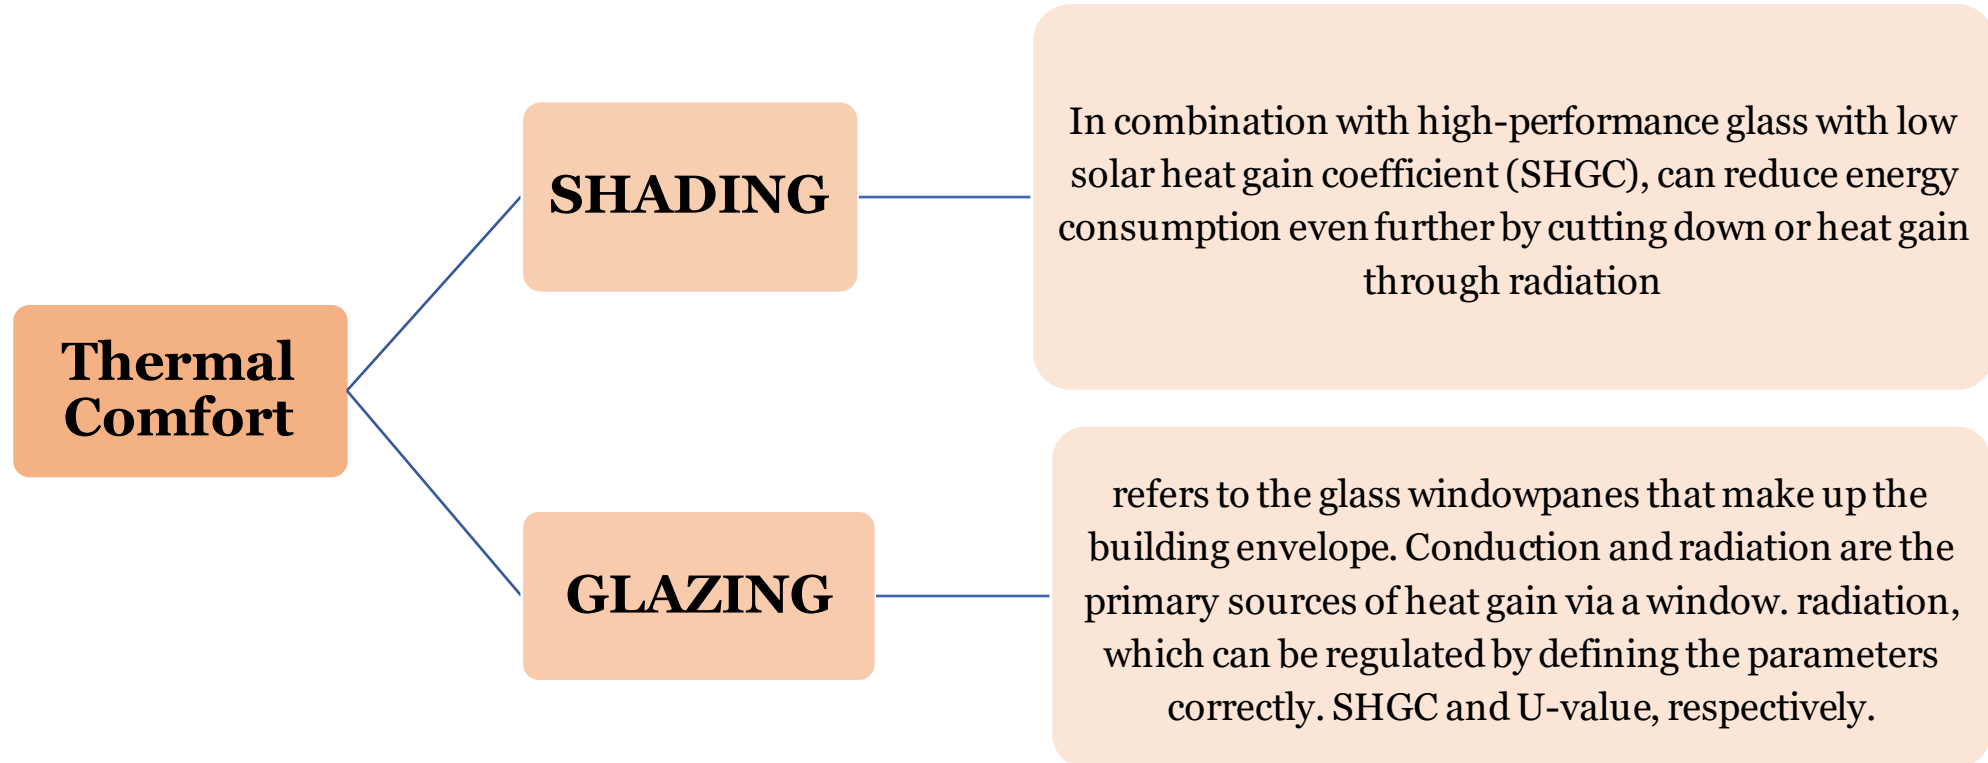 Thermal
Comfort
SHADING
In combination with high-performance glass with low
solar heat gain coefficient (SHGC), can reduce energy
consumption even further by cutting down or heat gain
through radiation
GLAZING
refers to the glass windowpanes that make up the
building envelope. Conduction and radiation are the
primary sources of heat gain via a window. radiation,
which can be regulated by defining the parameters
correctly. SHGC and U-value, respectively.